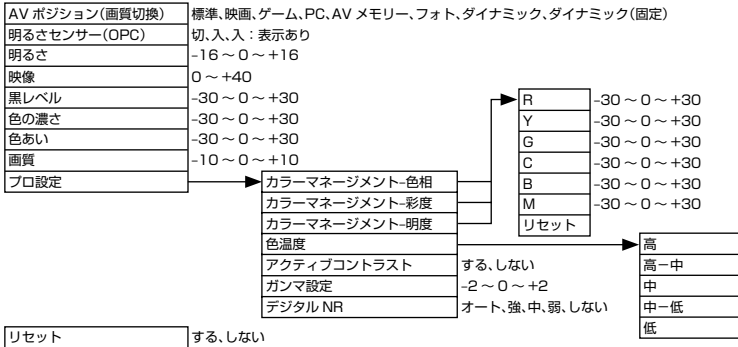 AV ポジション(画質切換) 標準、映画、ゲーム、PC、AV メモリー、フォト、ダイナミック、ダイナミック(固定)
明るさセンサー(OPC) 切、入、入：表示あり
明るさ –16～0～+16
映像 0～+40
黒レベル –30～0～+30
色の濃さ –30～0～+30
色あい –30～0～+30
画質 –10～0～+10
プロ設定
カラーマネージメント–色相
カラーマネージメント–彩度
カラーマネージメント–明度
色温度
アクティブコントラスト する、しない
ガンマ設定 –2～0～+2
デジタル NR オート、強、中、弱、しない
R –30～0～+30
Y –30～0～+30
G –30～0～+30
C –30～0～+30
B –30～0～+30
M –30～0～+30
リセット
高
高－中
中
中－低
低
リセット する、しない